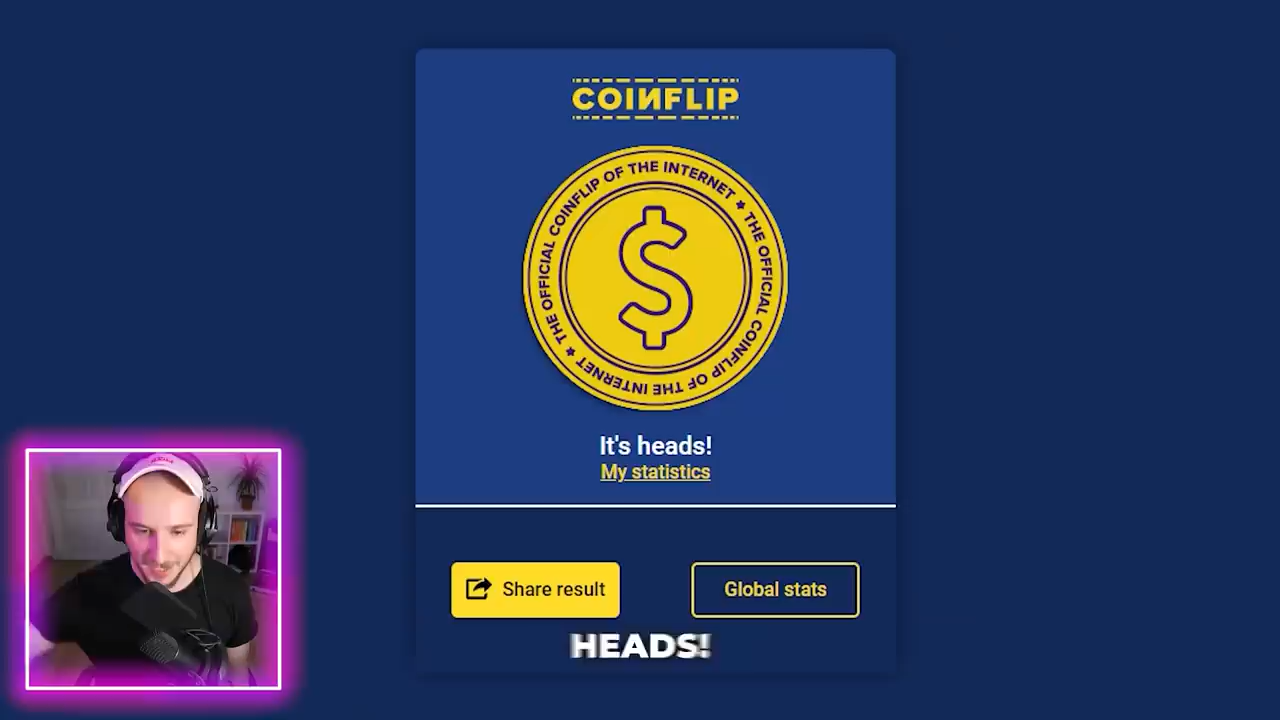 COIИFLIP
THE OFFICIAL COINFLIP OF THE INTERNET ★ THE OFFICIAL COINFLIP OF THE INTERNET ★
$
It's heads!
My statistics
Share result
Global stats
HEADS!